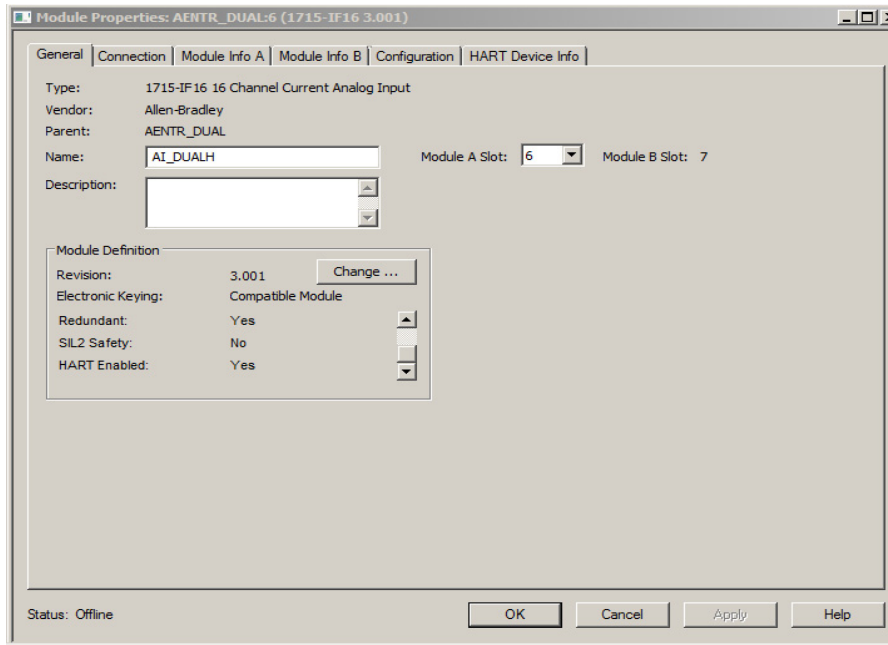 Module Properties: AENTR_DUAL:6 (1715-IF16 3.001)
General Connection Module Info A Module Info B Configuration HART Device Info
Type: 1715-IF16 16 Channel Current Analog Input
Vendor: Allen-Bradley
Parent: AENTR_DUAL
Name: AI_DUALH Module A Slot: 6 Module B Slot: 7
Description:
Module Definition
Revision: 3.001 Change ...
Electronic Keying: Compatible Module
Redundant: Yes
SIL2 Safety: No
HART Enabled: Yes
Status: Offline OK Cancel Apply Help